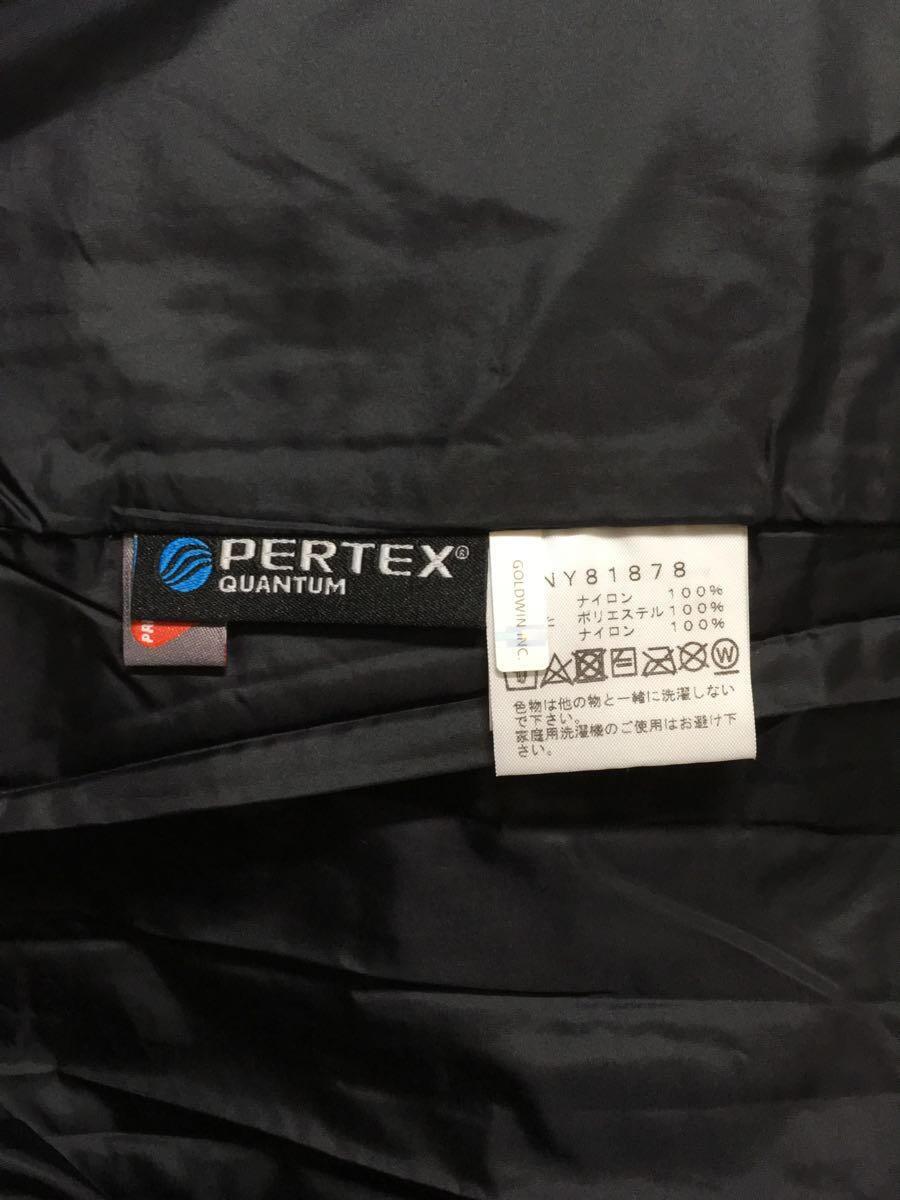 PERTEX®
QUANTUM
GOLDWIN INC.
NY81878
ナイロン 100%
ポリエステル 100%
ナイロン 100%
W
色物は他の物と一緒に洗濯しない
で下さい。
家庭用洗濯機のご使用はお避け下
さい。